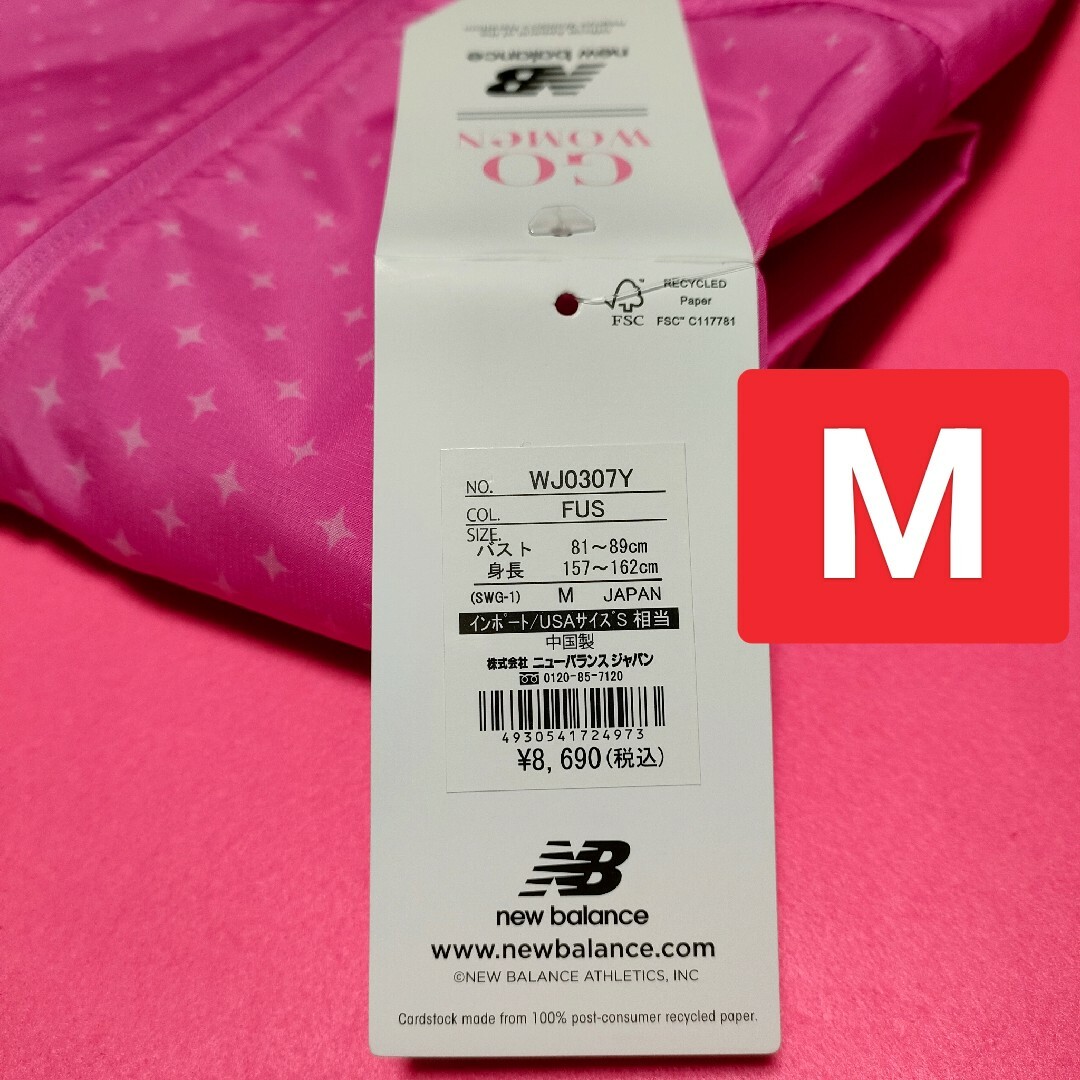 new balance
GO
WOMEN
RECYCLED
Paper
FSC™ C117781
FSC
M
NO. WJ0307Y
COL. FUS
SIZE.
バスト 81～89cm
身長 157～162cm
(SWG-1) M JAPAN
インポート/USAサイズS 相当
中国製
株式会社 ニューバランス ジャパン
0120-85-7120
4930541724973
¥8,690(税込)
NB
new balance
www.newbalance.com
©NEW BALANCE ATHLETICS, INC
Cardstock made from 100% post-consumer recycled paper.